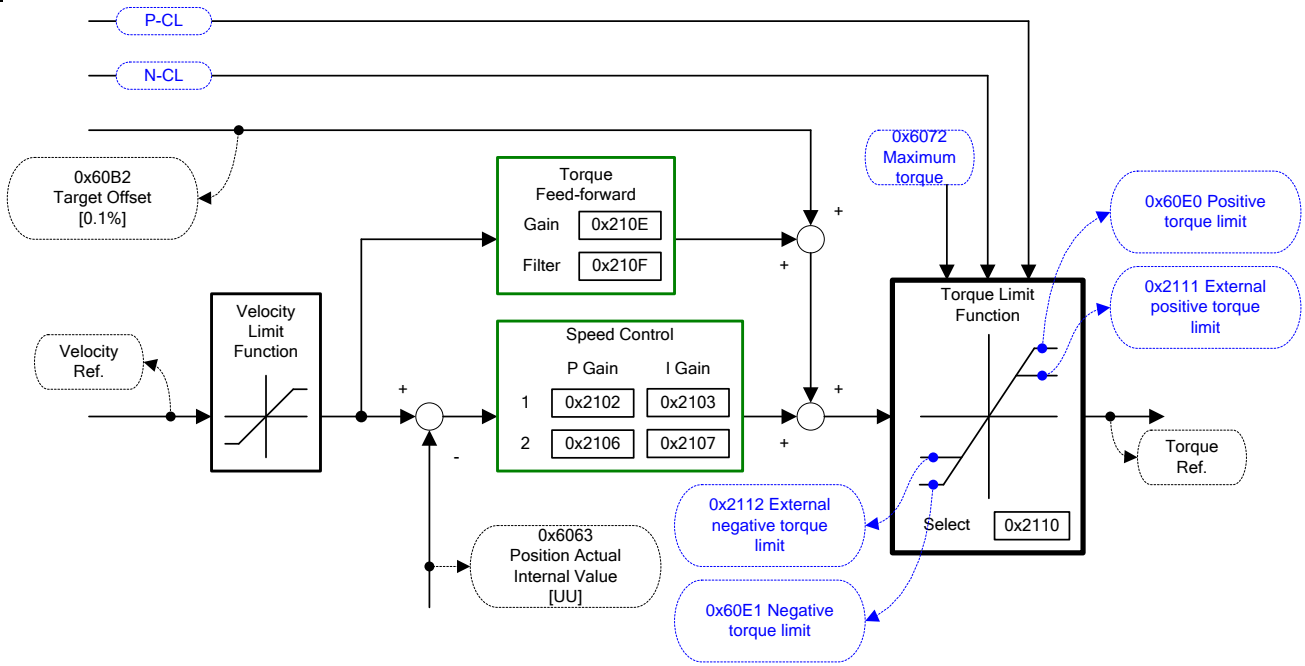 P-CL
N-CL
0x60B2
Target Offset
[0.1%]
Torque
Feed-forward
Gain 0x210E
Filter 0x210F
+
+
0x6072
Maximum
torque
0x60E0 Positive
torque limit
0x2111 External
positive torque
limit
Velocity
Ref.
Velocity
Limit
Function
+
-
Speed Control
P Gain I Gain
1 0x2102 0x2103
2 0x2106 0x2107
+
+
Torque Limit
Function
Select 0x2110
Torque
Ref.
0x2112 External
negative torque
limit
0x60E1 Negative
torque limit
0x6063
Position Actual
Internal Value
[UU]